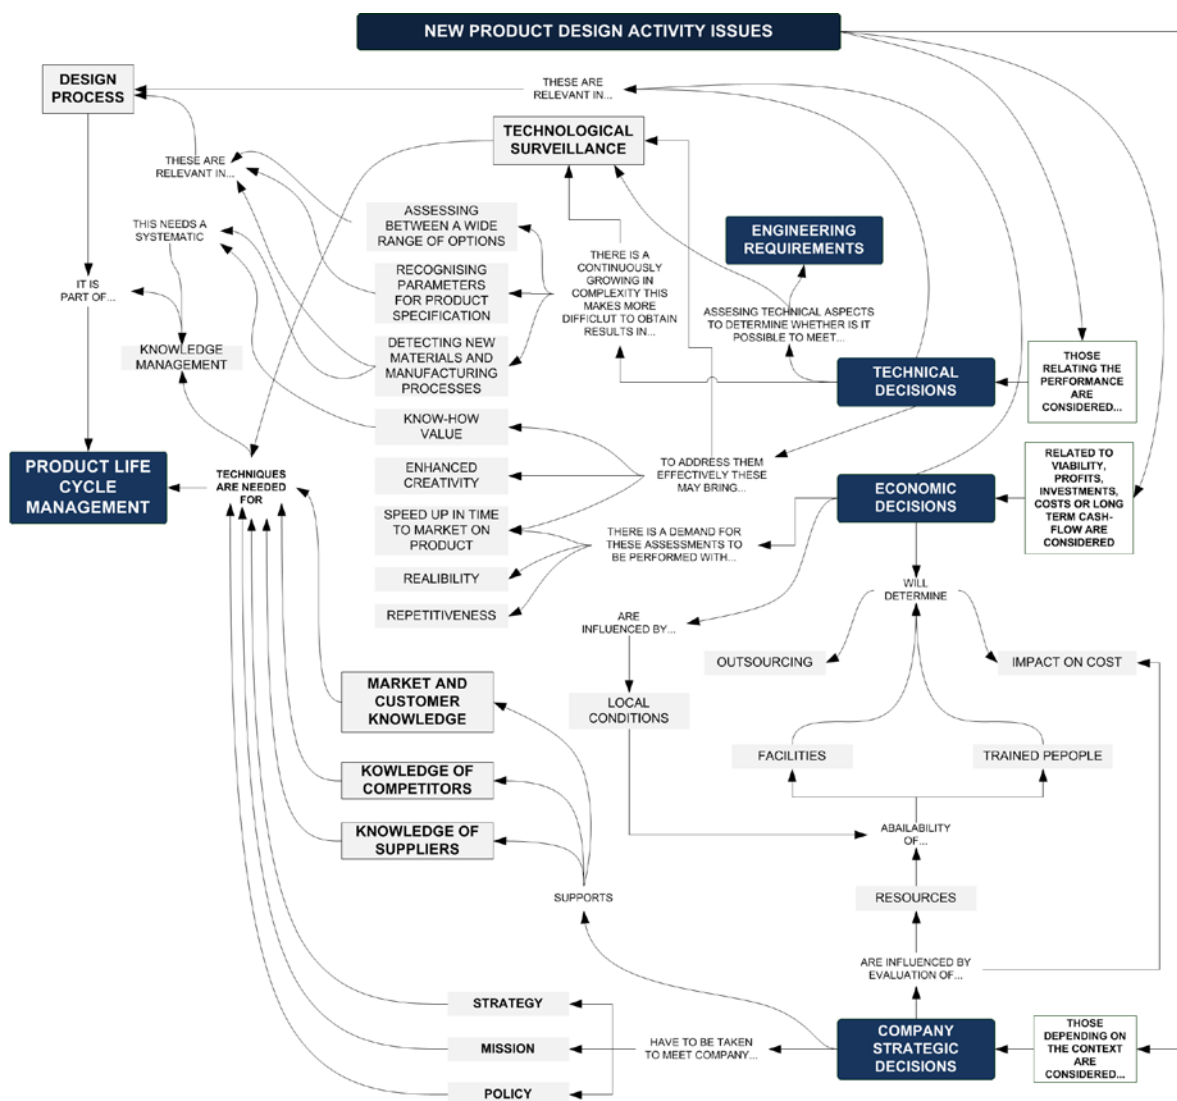 NEW PRODUCT DESIGN ACTIVITY ISSUES
DESIGN
PROCESS
THESE ARE
RELEVANT IN...
TECHNOLOGICAL
SURVEILLANCE
THESE ARE
RELEVANT IN...
THIS NEEDS A
SYSTEMATIC
ASSESSING
BETWEEN A WIDE
RANGE OF OPTIONS
ENGINEERING
REQUIREMENTS
THERE IS A
CONTINUOUSLY
GROWING IN
COMPLEXITY THIS
MAKES MORE
DIFFICLUT TO OBTAIN
RESULTS IN...
RECOGNISING
PARAMETERS
FOR PRODUCT
SPECIFICATION
IT IS
PART OF...
ASSESING TECHNICAL ASPECTS
TO DETERMINE WHETHER IS IT
POSSIBLE TO MEET...
KNOWLEDGE
MANAGEMENT
DETECTING NEW
MATERIALS AND
MANUFACTURING
PROCESSES
TECHNICAL
DECISIONS
THOSE
RELATING THE
PERFORMANCE
ARE
CONSIDERED...
KNOW-HOW
VALUE
PRODUCT LIFE
CYCLE
MANAGEMENT
TECHNIQUES
ARE NEEDED
FOR
ENHANCED
CREATIVITY
TO ADDRESS THEM
EFFECTIVELY THESE
MAY BRING...
ECONOMIC
DECISIONS
RELATED TO
VIABILITY,
PROFITS,
INVESTMENTS,
COSTS OR LONG
TERM CASH-
FLOW ARE
CONSIDERED
SPEED UP IN TIME
TO MARKET ON
PRODUCT
THERE IS A DEMAND FOR
THESE ASSESSMENTS TO
BE PERFORMED WITH...
REALIBILITY
REPETITIVENESS
WILL
DETERMINE
ARE
INFLUENCED BY...
OUTSOURCING
IMPACT ON COST
MARKET AND
CUSTOMER
KNOWLEDGE
LOCAL
CONDITIONS
FACILITIES
TRAINED PEPOPLE
KOWLEDGE OF
COMPETITORS
KNOWLEDGE OF
SUPPLIERS
ABAILABILITY
OF...
SUPPORTS
RESOURCES
ARE INFLUENCED BY
EVALUATION OF...
STRATEGY
MISSION
POLICY
HAVE TO BE TAKEN
TO MEET COMPANY...
COMPANY
STRATEGIC
DECISIONS
THOSE
DEPENDING ON
THE CONTEXT
ARE
CONSIDERED...